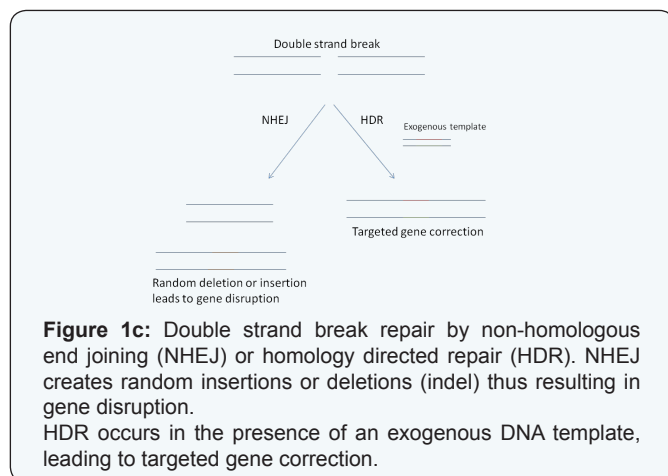 Double strand break
NHEJ
HDR
Exogenous template
Targeted gene correction
Random deletion or insertion
leads to gene disruption
Figure 1c: Double strand break repair by non-homologous
end joining (NHEJ) or homology directed repair (HDR). NHEJ
creates random insertions or deletions (indel) thus resulting in
gene disruption.
HDR occurs in the presence of an exogenous DNA template,
leading to targeted gene correction.